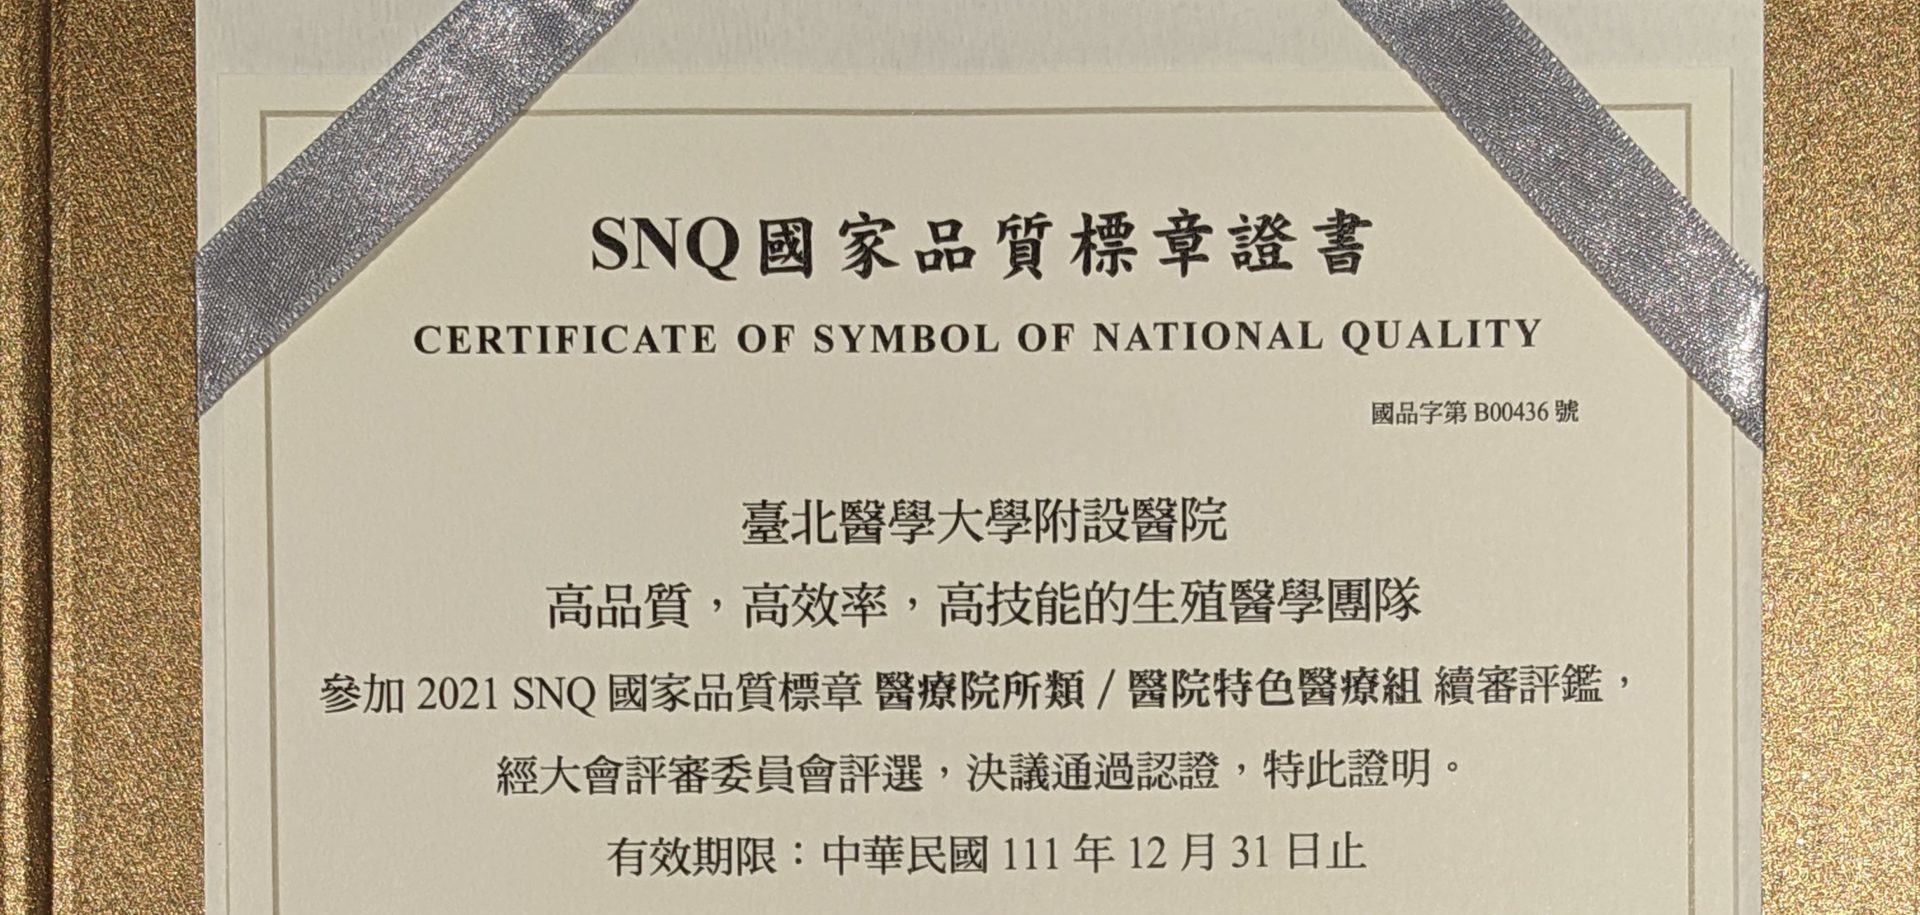 SNQ國家品質標章證書
CERTIFICATE OF SYMBOL OF NATIONAL QUALITY
國品字第 B00436 號
臺北醫學大學附設醫院
高品質，高效率，高技能的生殖醫學團隊
參加 2021 SNQ 國家品質標章 醫療院所類 / 醫院特色醫療組 續審評鑑，
經大會評審委員會評選，決議通過認證，特此證明。
有效期限：中華民國 111 年 12 月 31 日止